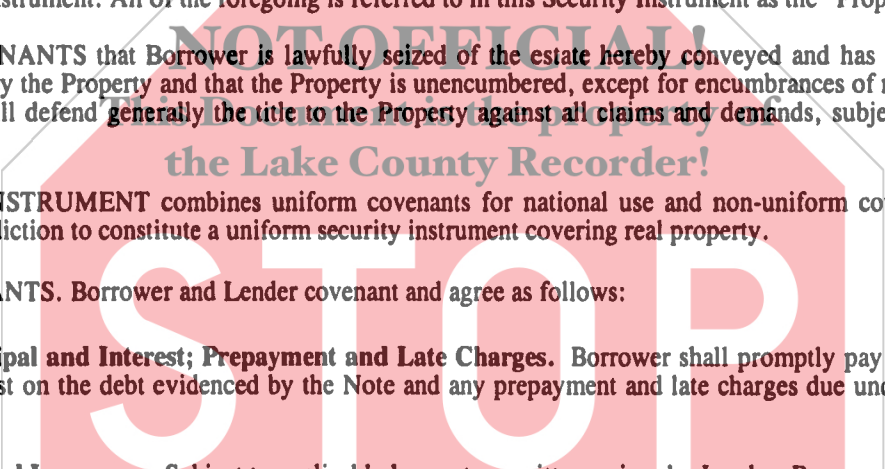 strument. All of the foregoing is referred to in this Security Instrument as the "Prop
NOT OFFICIAL!
NANTS that Borrower is lawfully seized of the estate hereby conveyed and has
y the Property and that the Property is unencumbered, except for encumbrances of
ll defend generally the title to the Property against all claims and demands, subje
This Document is the property of
the Lake County Recorder!
NSTRUMENT combines uniform covenants for national use and non-uniform co
liction to constitute a uniform security instrument covering real property.
STOP
ANTS. Borrower and Lender covenant and agree as follows:
ipal and Interest; Prepayment and Late Charges. Borrower shall promptly pay
st on the debt evidenced by the Note and any prepayment and late charges due und